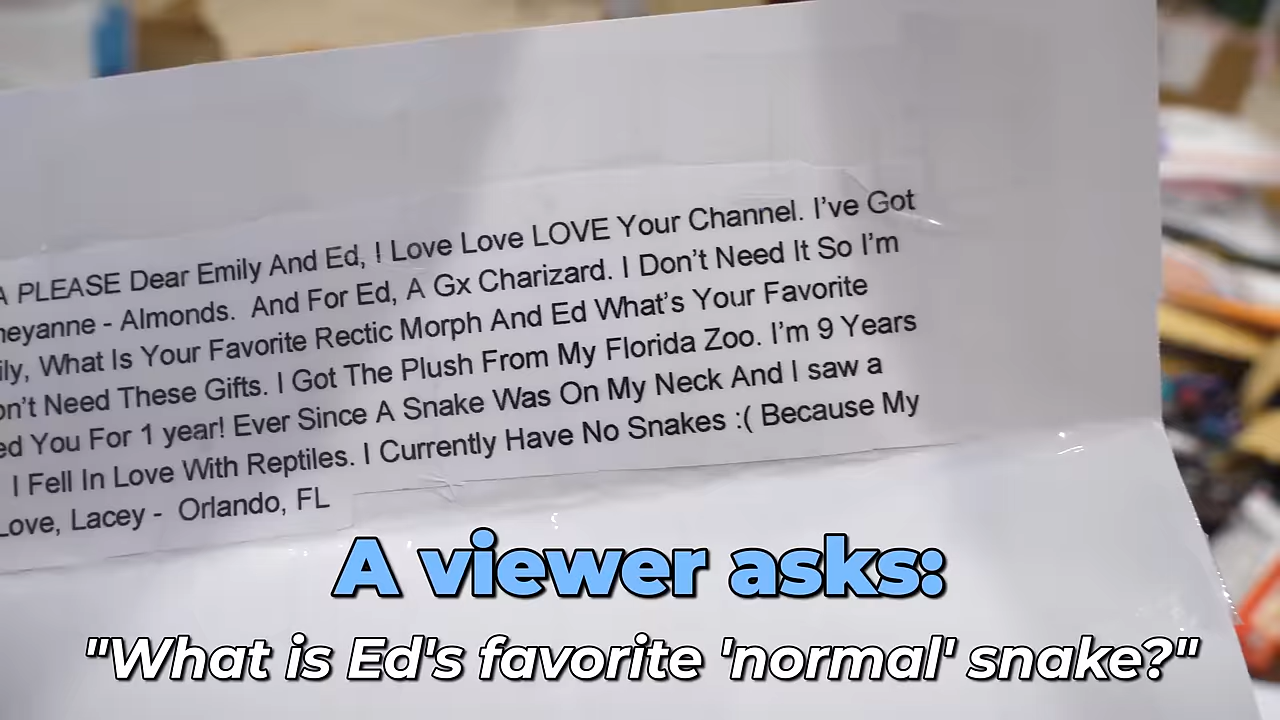 A PLEASE Dear Emily And Ed, ! Love Love LOVE Your Channel. I've Got
heyanne - Almonds. And For Ed, A Gx Charizard. I Don't Need It So I'm
ily, What Is Your Favorite Rectic Morph And Ed What's Your Favorite
on't Need These Gifts. I Got The Plush From My Florida Zoo. I'm 9 Years
ed You For 1 year! Ever Since A Snake Was On My Neck And I saw a
I Fell In Love With Reptiles. I Currently Have No Snakes :( Because My
Love, Lacey - Orlando, FL
A viewer asks:
"What is Ed's favorite 'normal' snake?"